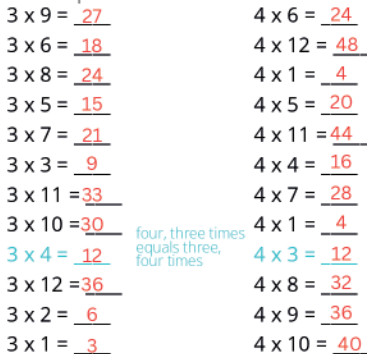 3 x 9 = 27
3 x 6 = 18
3 x 8 = 24
3 x 5 = 15
3 x 7 = 21
3 x 3 = 9
3 x 11 = 33
3 x 10 = 30
3 x 4 = 12
3 x 12 = 36
3 x 2 = 6
3 x 1 = 3
four, three times
equals three,
four times
4 x 6 = 24
4 x 12 = 48
4 x 1 = 4
4 x 5 = 20
4 x 11 = 44
4 x 4 = 16
4 x 7 = 28
4 x 1 = 4
4 x 3 = 12
4 x 8 = 32
4 x 9 = 36
4 x 10 = 40